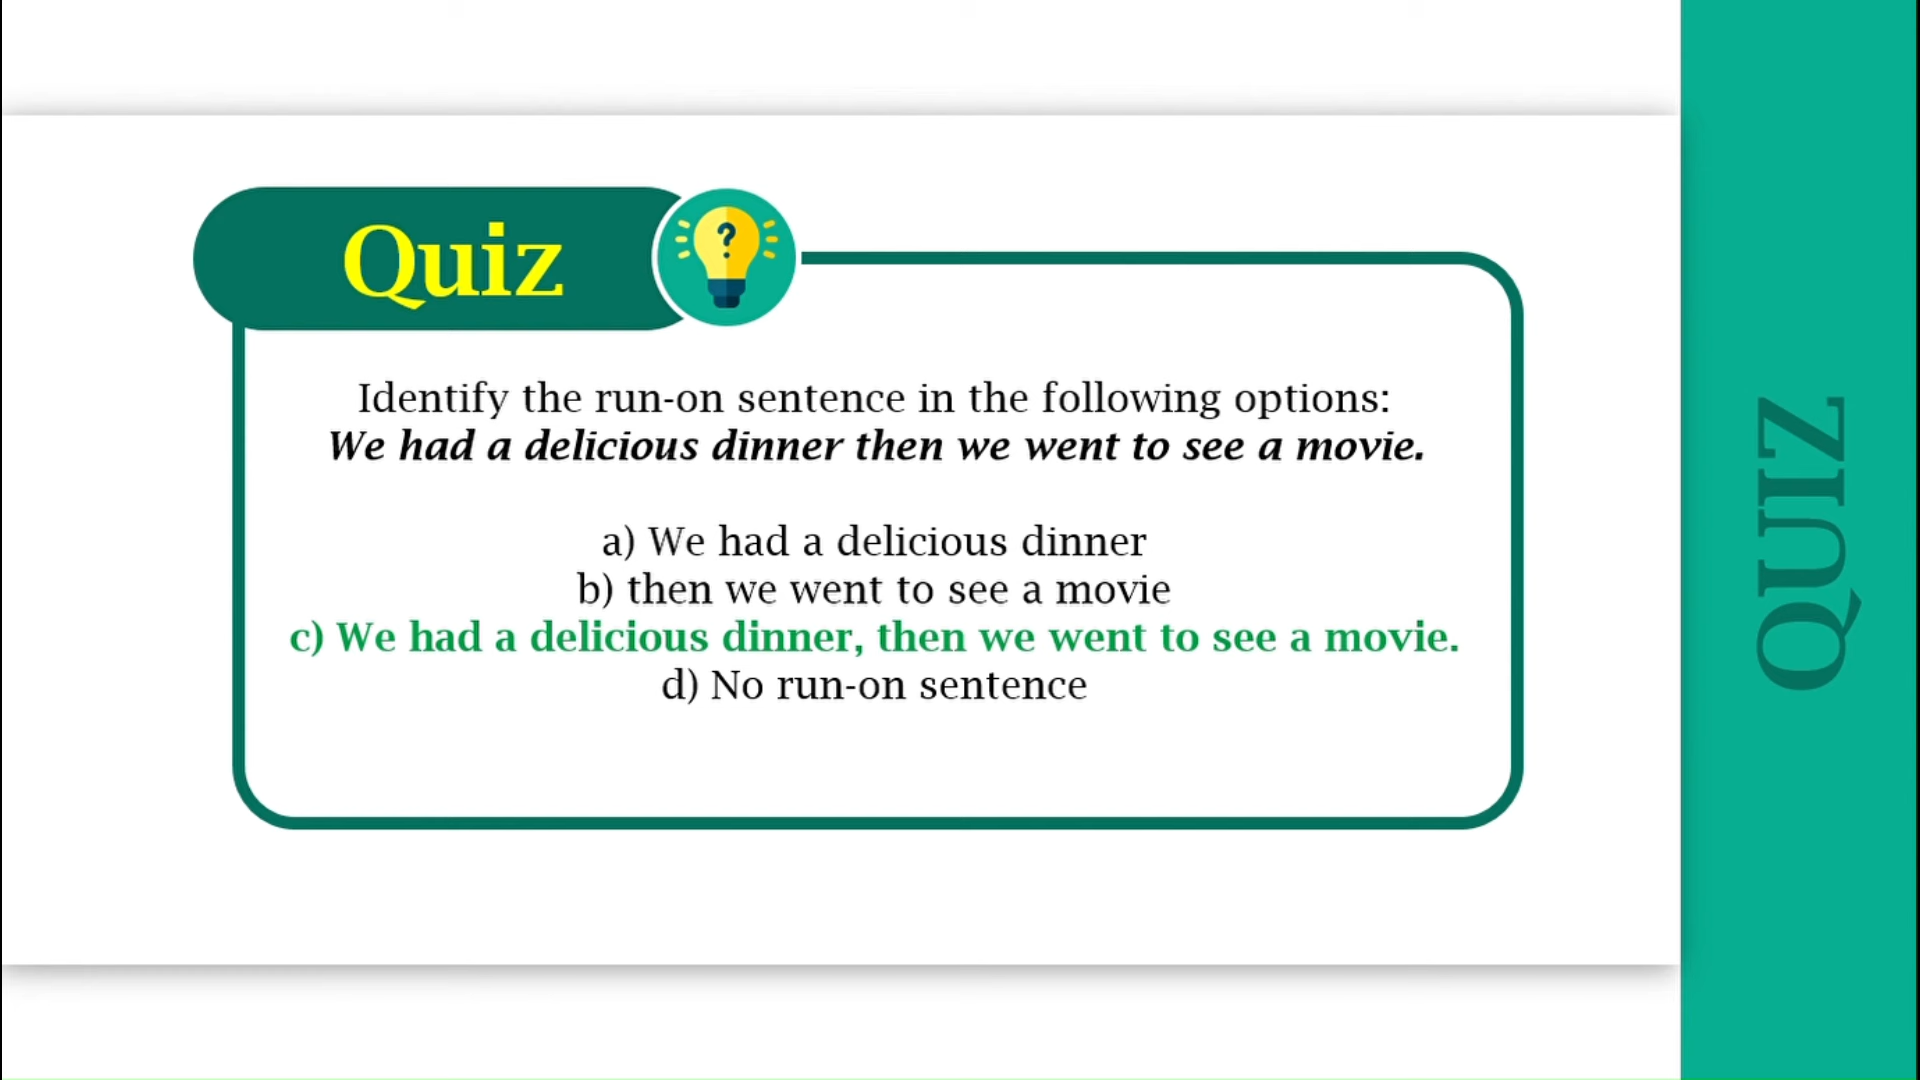 Quiz
?
Identify the run-on sentence in the following options:
We had a delicious dinner then we went to see a movie.
a) We had a delicious dinner
b) then we went to see a movie
c) We had a delicious dinner, then we went to see a movie.
d) No run-on sentence
QUIZ